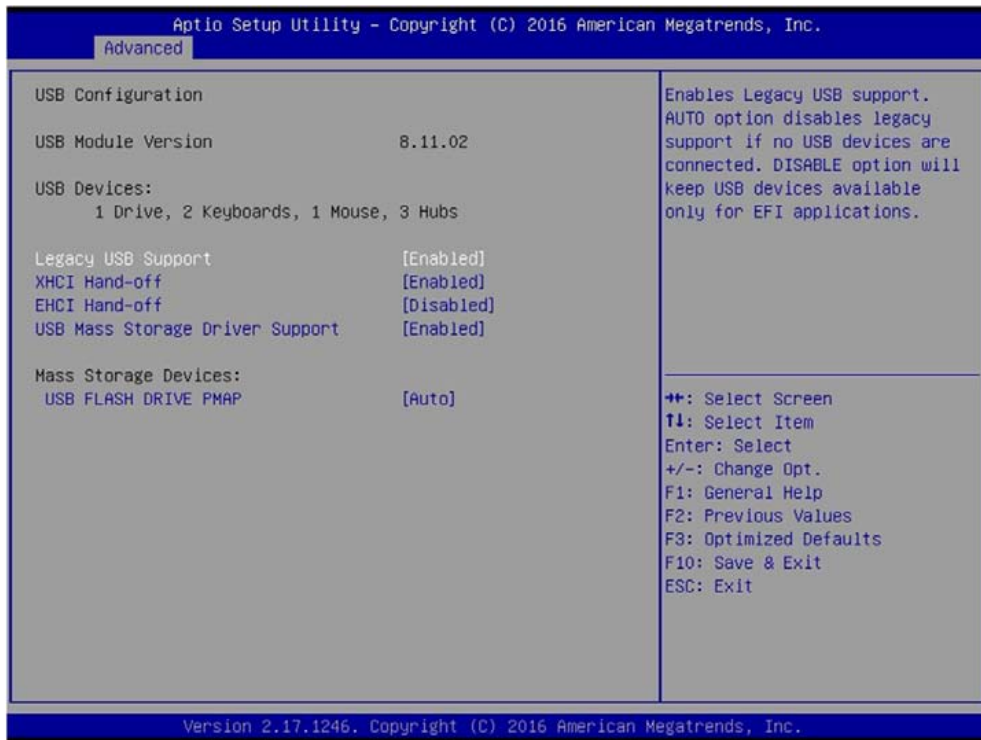 Aptio Setup Utility – Copyright (C) 2016 American Megatrends, Inc.
Advanced
USB Configuration
USB Module Version 8.11.02
USB Devices:
1 Drive, 2 Keyboards, 1 Mouse, 3 Hubs
Legacy USB Support [Enabled]
XHCI Hand-off [Enabled]
EHCI Hand-off [Disabled]
USB Mass Storage Driver Support [Enabled]
Mass Storage Devices:
USB FLASH DRIVE PMAP [Auto]
Enables Legacy USB support.
AUTO option disables legacy
support if no USB devices are
connected. DISABLE option will
keep USB devices available
only for EFI applications.
→←: Select Screen
↑↓: Select Item
Enter: Select
+/-: Change Opt.
F1: General Help
F2: Previous Values
F3: Optimized Defaults
F10: Save & Exit
ESC: Exit
Version 2.17.1246. Copyright (C) 2016 American Megatrends, Inc.